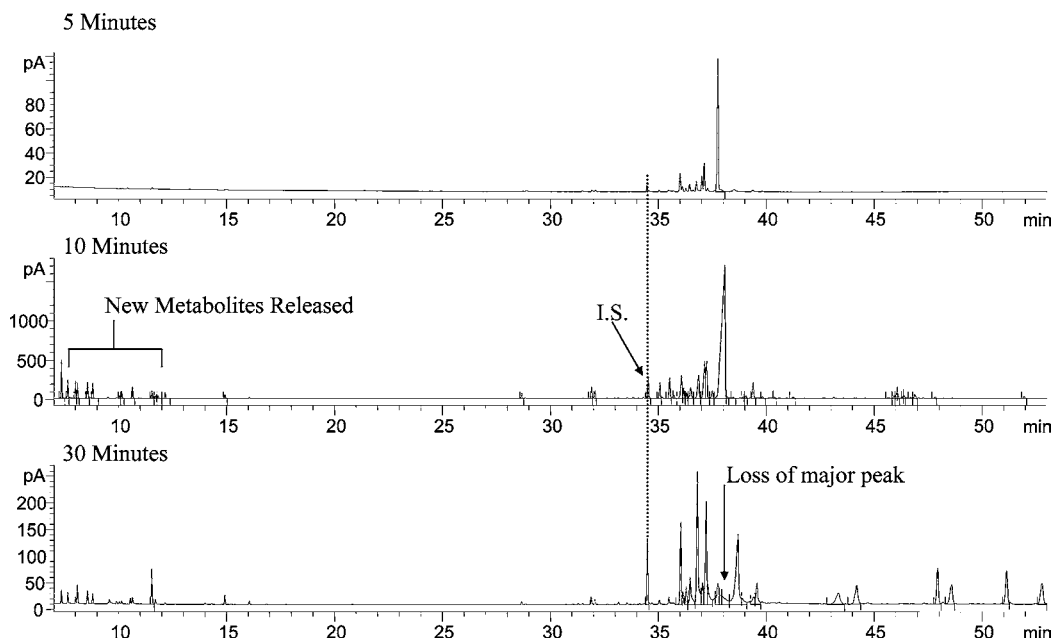 5 Minutes
pA
80
60
40
20
10 15 20 25 30 35 40 45 50 min
10 Minutes
pA
New Metabolites Released
I.S.
1000
500
0
10 15 20 25 30 35 40 45 50 min
30 Minutes
pA
Loss of major peak
200
150
100
50
0
10 15 20 25 30 35 40 45 50 min